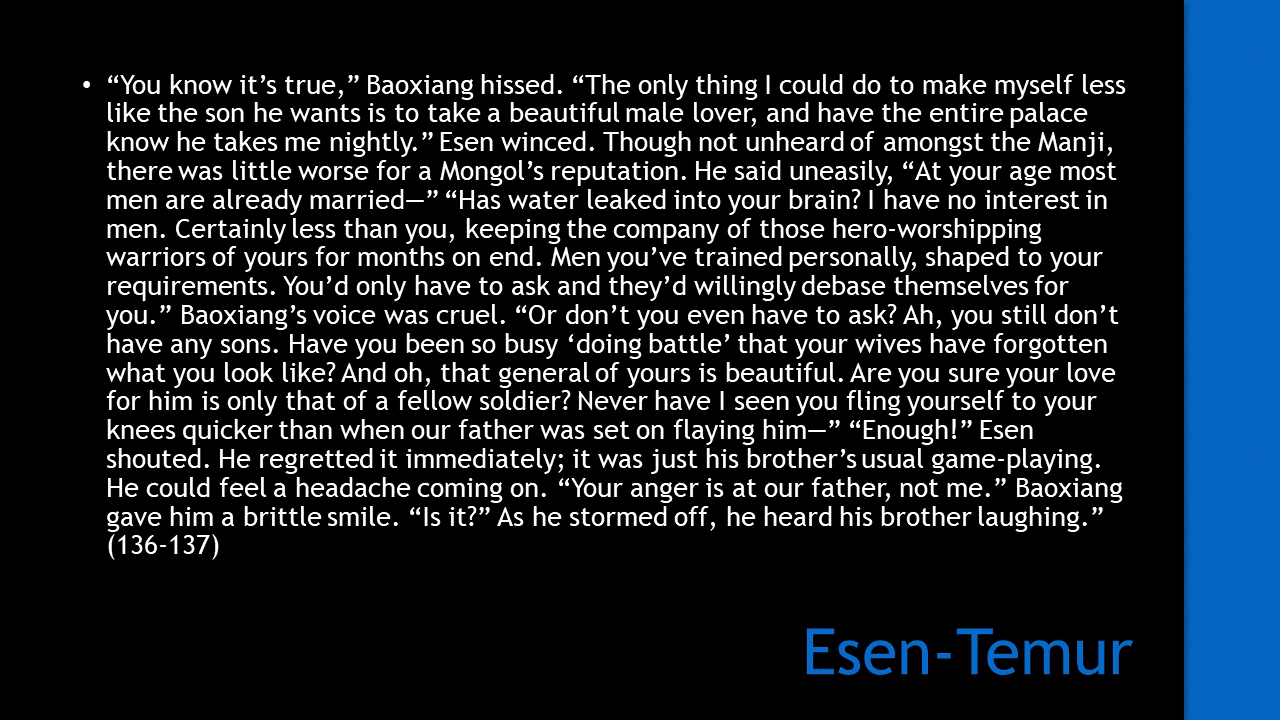 • “You know it’s true,” Baoxiang hissed. “The only thing I could do to make myself less
like the son he wants is to take a beautiful male lover, and have the entire palace
know he takes me nightly.” Esen winced. Though not unheard of amongst the Manji,
there was little worse for a Mongol’s reputation. He said uneasily, “At your age most
men are already married—” “Has water leaked into your brain? I have no interest in
men. Certainly less than you, keeping the company of those hero-worshipping
warriors of yours for months on end. Men you’ve trained personally, shaped to your
requirements. You’d only have to ask and they’d willingly debase themselves for
you.” Baoxiang’s voice was cruel. “Or don’t you even have to ask? Ah, you still don’t
have any sons. Have you been so busy ‘doing battle’ that your wives have forgotten
what you look like? And oh, that general of yours is beautiful. Are you sure your love
for him is only that of a fellow soldier? Never have I seen you fling yourself to your
knees quicker than when our father was set on flaying him—” “Enough!” Esen
shouted. He regretted it immediately; it was just his brother’s usual game-playing.
He could feel a headache coming on. “Your anger is at our father, not me.” Baoxiang
gave him a brittle smile. “Is it?” As he stormed off, he heard his brother laughing.”
(136-137)
Esen-Temur